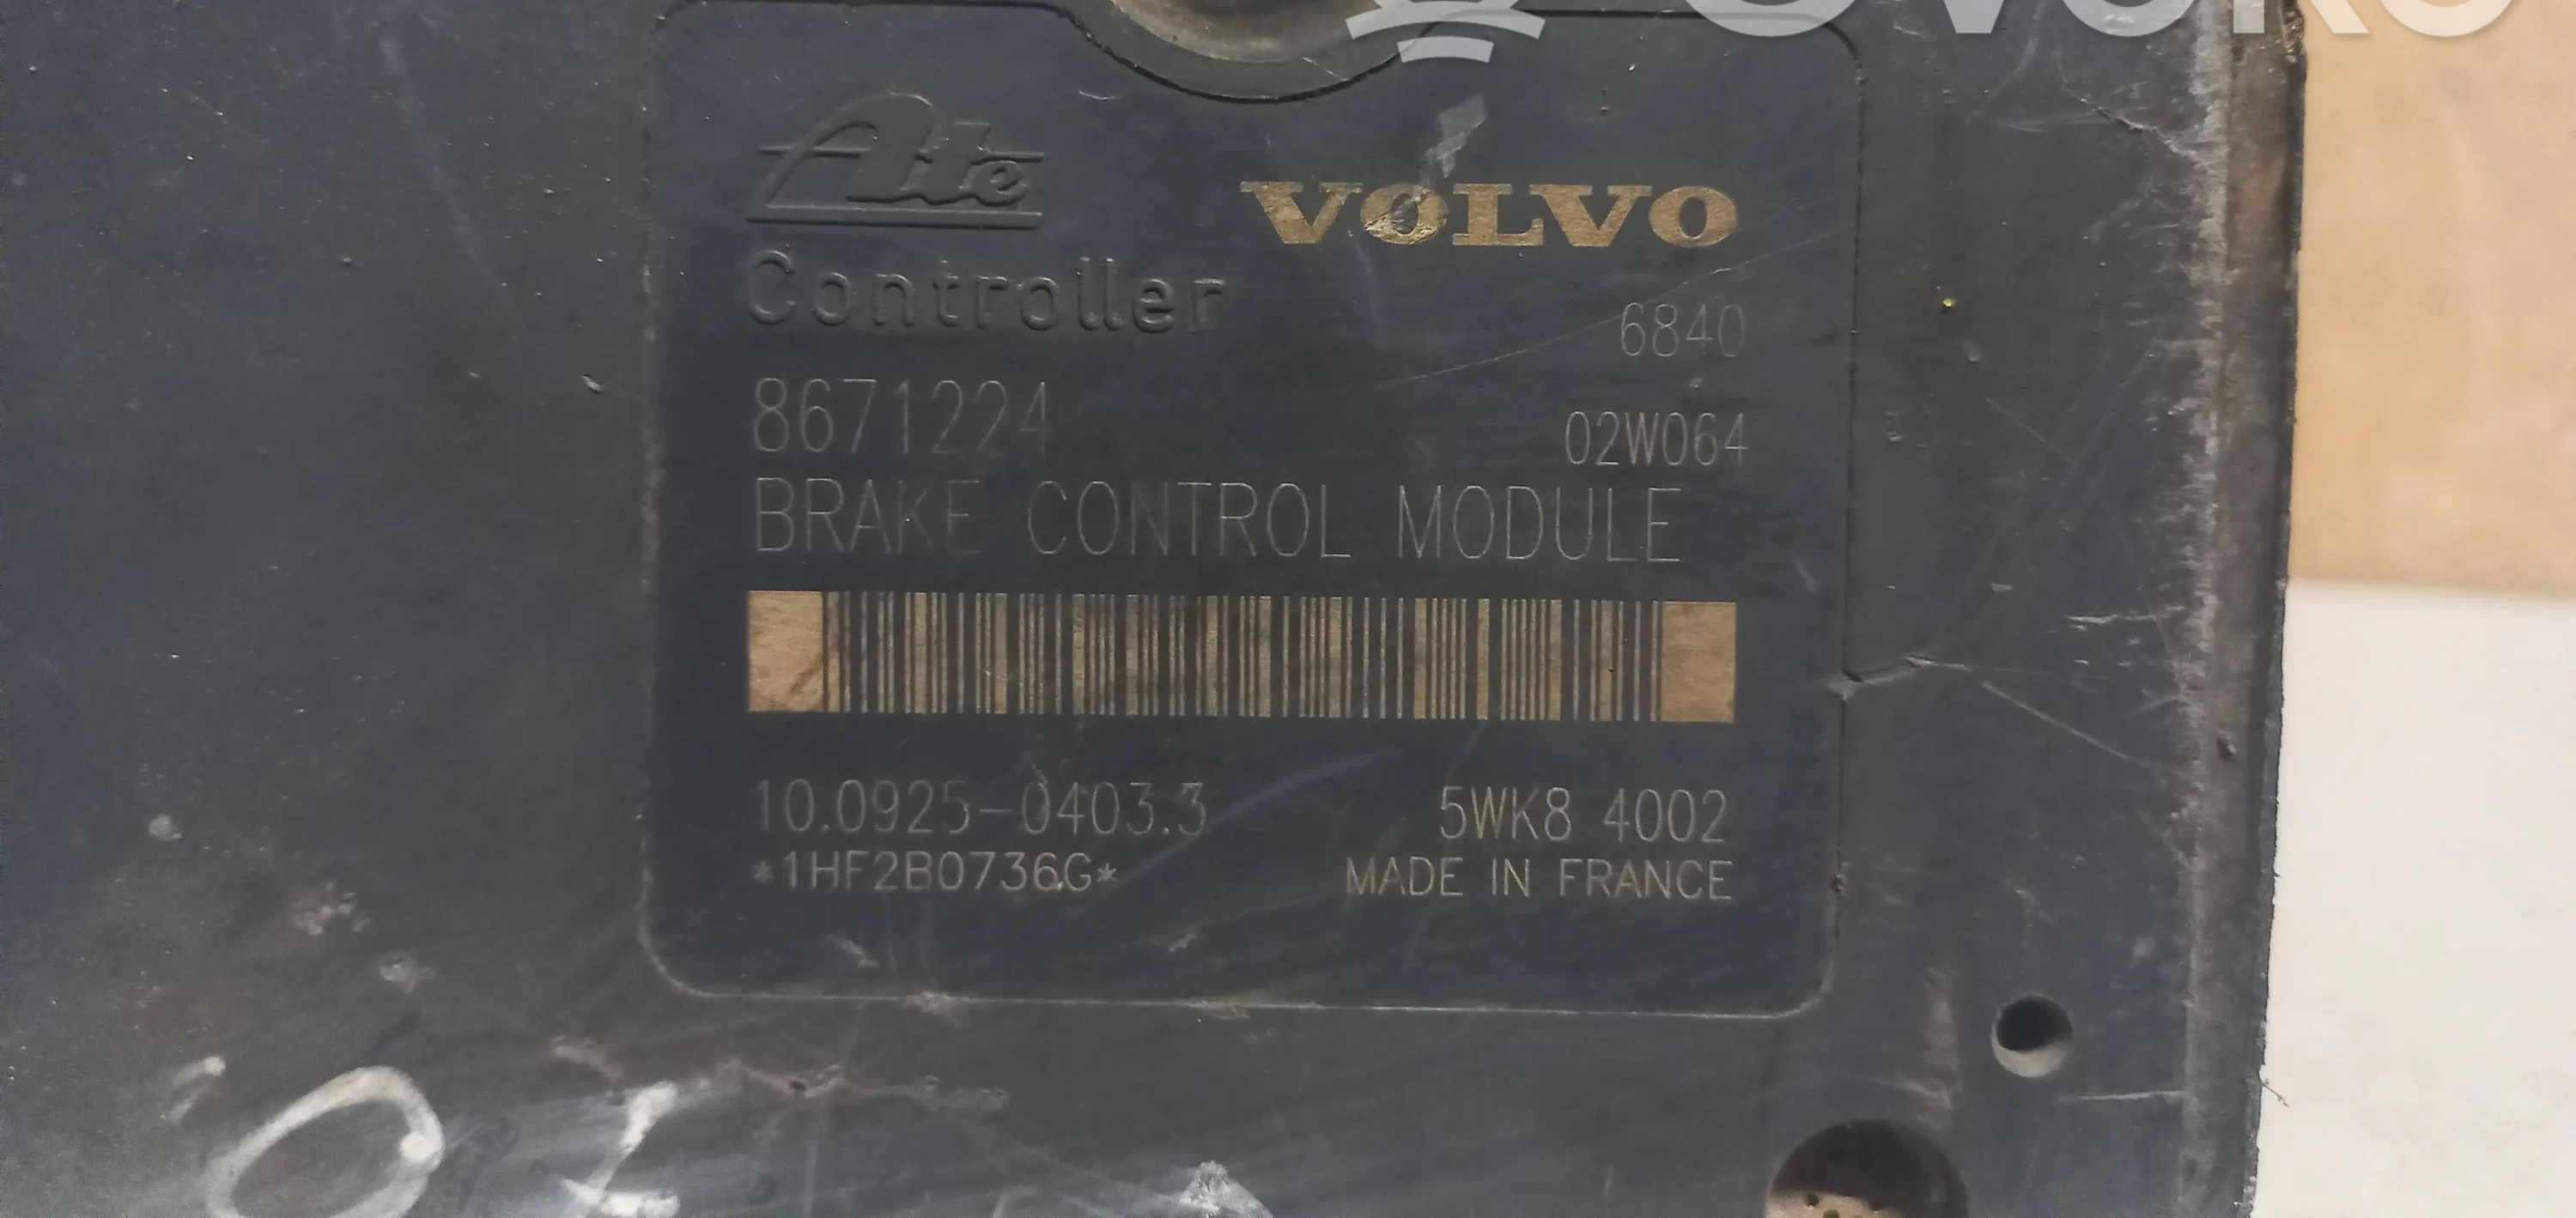 Ate
VOLVO
Controller
6840
8671224
02W064
BRAKE CONTROL MODULE
10.0925-0403.3
5WK8 4002
*1HF2B0736G*
MADE IN FRANCE